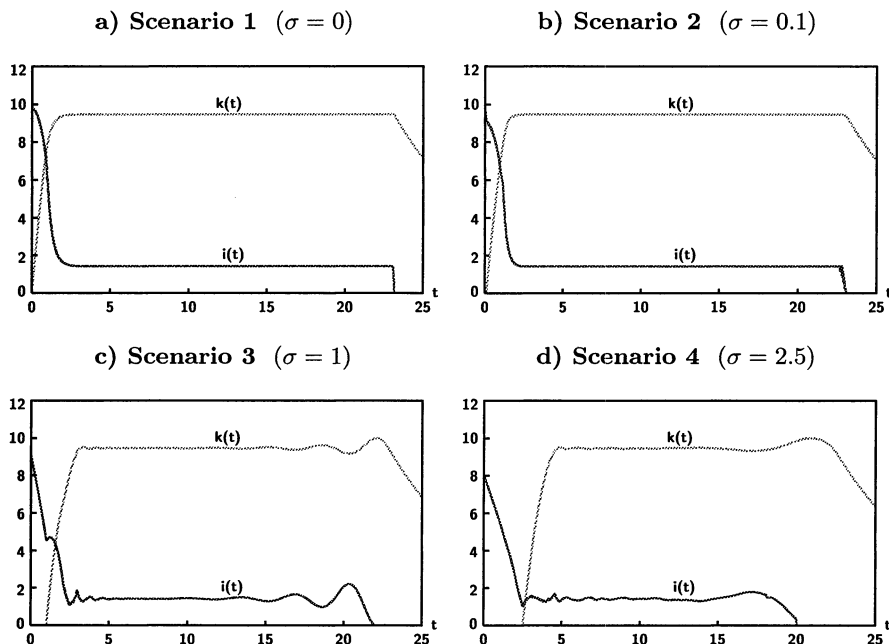 a) Scenario 1 (σ = 0)
12
10
8
6
4
2
0
k(t)
i(t)
0 5 10 15 20 25 t
b) Scenario 2 (σ = 0.1)
12
10
8
6
4
2
0
k(t)
i(t)
0 5 10 15 20 25 t
c) Scenario 3 (σ = 1)
12
10
8
6
4
2
0
k(t)
i(t)
0 5 10 15 20 25 t
d) Scenario 4 (σ = 2.5)
12
10
8
6
4
2
0
k(t)
i(t)
0 5 10 15 20 25 t